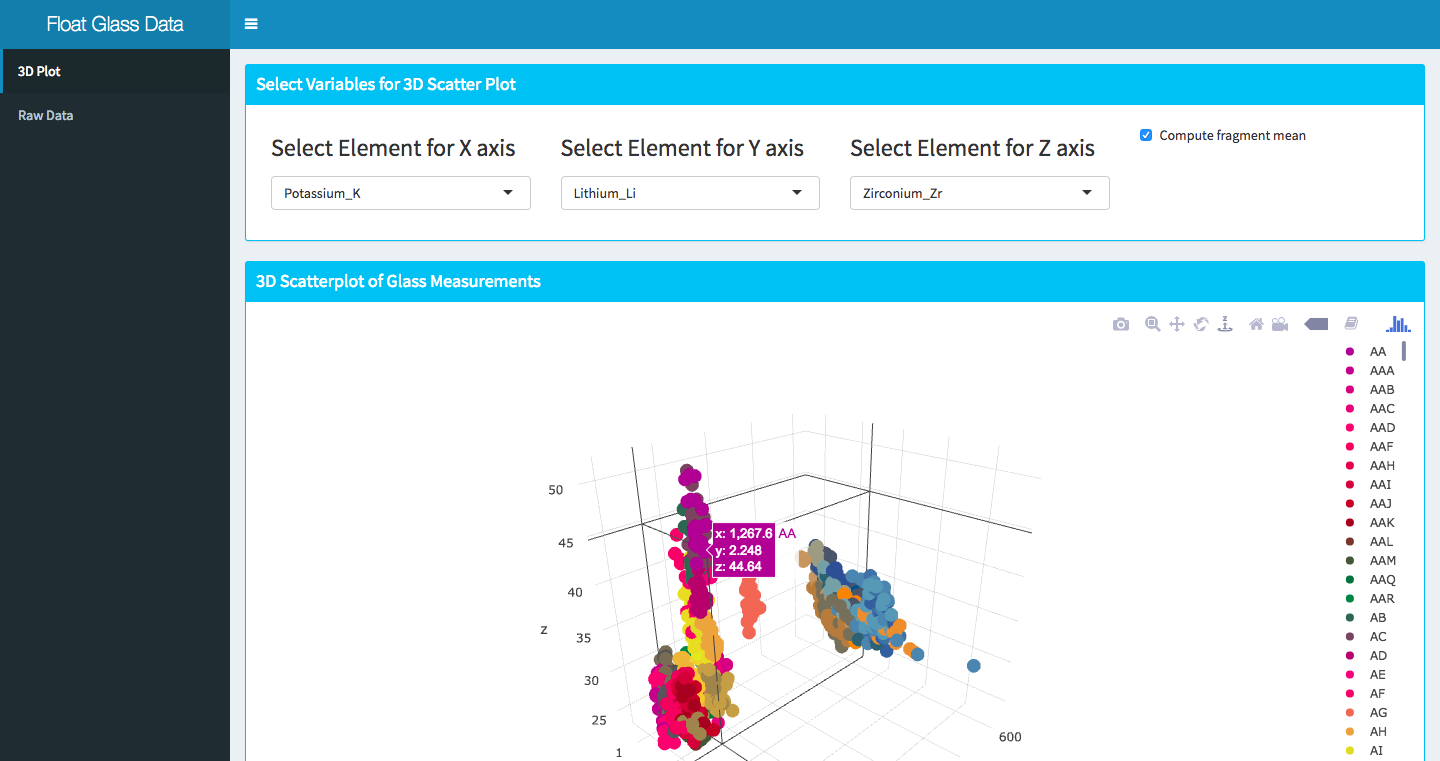 Float Glass Data
3D Plot
Raw Data
Select Variables for 3D Scatter Plot
Select Element for X axis
Select Element for Y axis
Select Element for Z axis
Compute fragment mean
Potassium_K
Lithium_Li
Zirconium_Zr
3D Scatterplot of Glass Measurements
AA
AAA
AAB
AAC
AAD
AAF
AAH
AAI
AAJ
AAK
AAL
AAM
AAQ
AAR
AB
AC
AD
AE
AF
AG
AH
AI
50
45
40
35
30
25
z
1
600
x: 1,267.6
y: 2.248
z: 44.64
AA
z